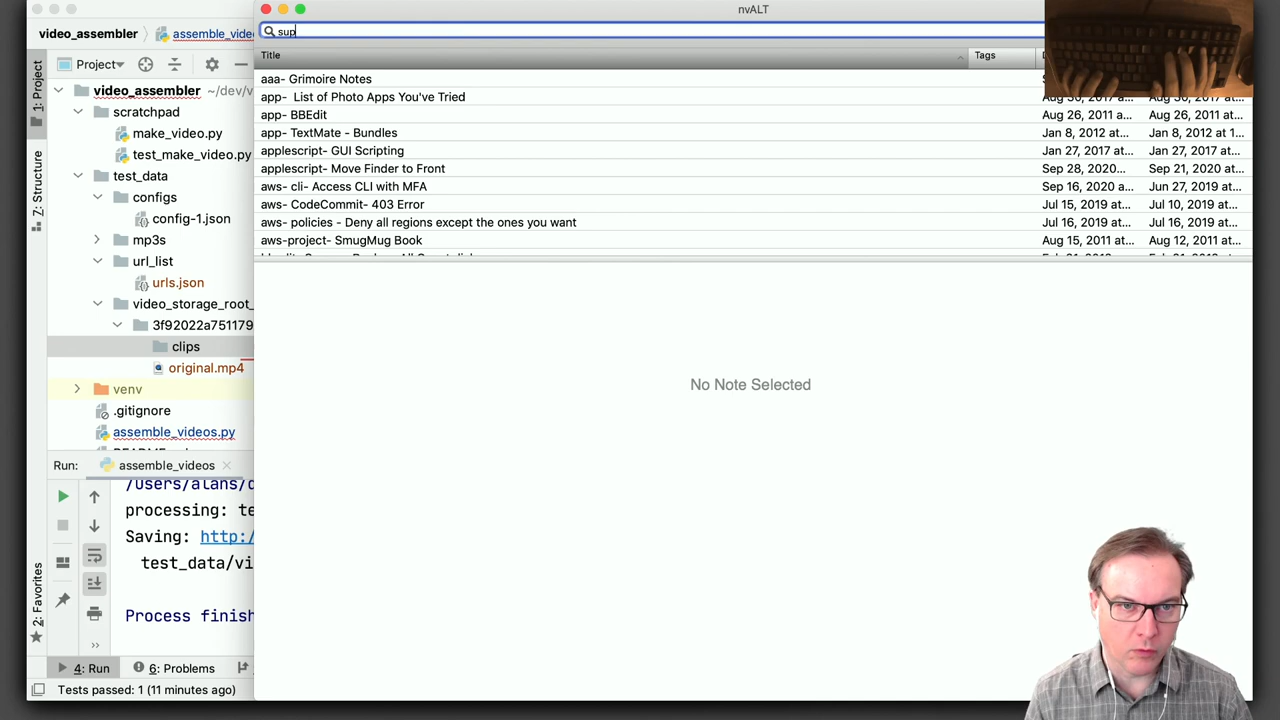 nvALT
video_assembler
assemble_vide
sup
Project
Title
Tags
video_assembler ~/dev/v
aaa- Grimoire Notes
scratchpad
app-  List of Photo Apps You've Tried
Aug 30, 2017 at...
Aug 30, 2017 at...
make_video.py
app- BBEdit
Aug 26, 2011 a...
Aug 26, 2011 at...
test_make_video.py
app- TextMate - Bundles
Jan 8, 2012 at...
Jan 8, 2012 at 1...
test_data
applescript- GUI Scripting
Jan 27, 2017 at...
Jan 27, 2017 at...
configs
applescript- Move Finder to Front
Sep 28, 2020...
Sep 21, 2020 at...
config-1.json
aws- cli- Access CLI with MFA
Sep 16, 2020 a...
Jun 27, 2019 at...
mp3s
aws- CodeCommit- 403 Error
Jul 15, 2019 at...
Jul 10, 2019 at...
url_list
aws- policies - Deny all regions except the ones you want
Jul 16, 2019 at...
Jul 16, 2019 at...
urls.json
aws-project- SmugMug Book
Aug 15, 2011 a...
Aug 12, 2011 at...
video_storage_root_
3f92022a751179
clips
original.mp4
venv
.gitignore
assemble_videos.py
No Note Selected
1: Project
Z: Structure
2: Favorites
Run:
assemble_videos
/Users/alans/d
processing: te
Saving: http:/
test_data/vi
Process finish
4: Run
6: Problems
Tests passed: 1 (11 minutes ago)